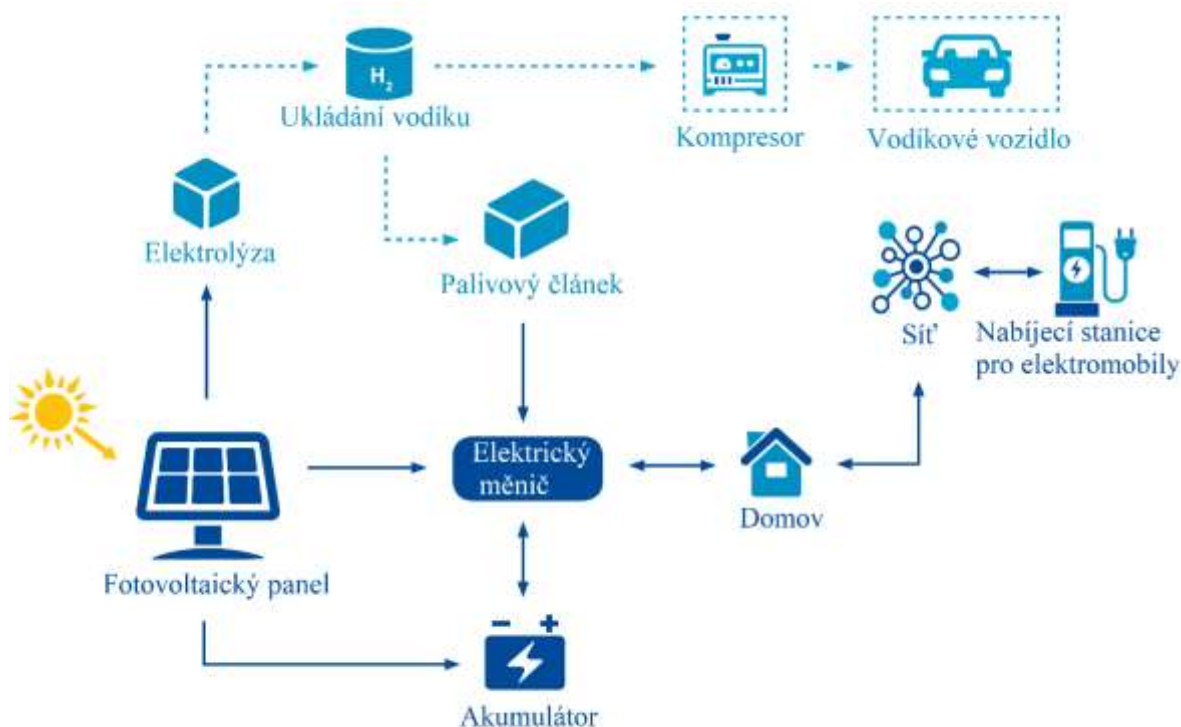 H2
Ukládání vodíku
Kompresor
Vodíkové vozidlo
Elektrolýza
Palivový článek
Síť
Nabíjecí stanice
pro elektromobily
Elektrický
měnič
Domov
Fotovoltaický panel
- +
Akumulátor